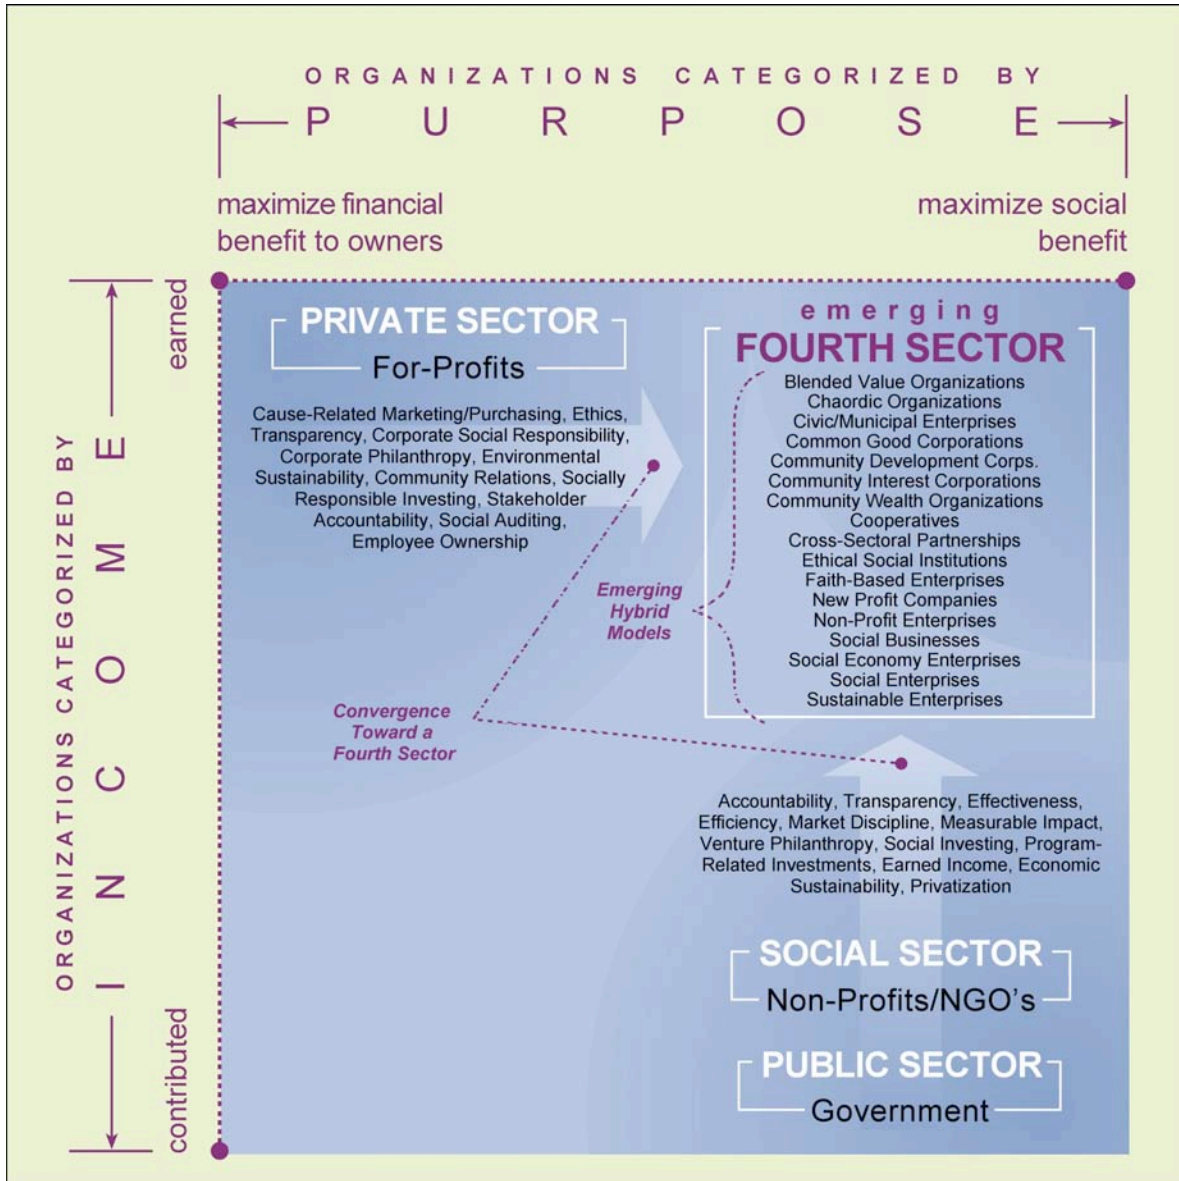 ORGANIZATIONS CATEGORIZED BY
PURPOSE
maximize financial
benefit to owners
maximize social
benefit
ORGANIZATIONS CATEGORIZED BY
INCOME
earned
contributed
PRIVATE SECTOR
For-Profits
Cause-Related Marketing/Purchasing, Ethics,
Transparency, Corporate Social Responsibility,
Corporate Philanthropy, Environmental
Sustainability, Community Relations, Socially
Responsible Investing, Stakeholder
Accountability, Social Auditing,
Employee Ownership
emerging
FOURTH SECTOR
Blended Value Organizations
Chaordic Organizations
Civic/Municipal Enterprises
Common Good Corporations
Community Development Corps.
Community Interest Corporations
Community Wealth Organizations
Cooperatives
Cross-Sectoral Partnerships
Ethical Social Institutions
Faith-Based Enterprises
New Profit Companies
Non-Profit Enterprises
Social Businesses
Social Economy Enterprises
Social Enterprises
Sustainable Enterprises
Emerging
Hybrid
Models
Convergence
Toward a
Fourth Sector
Accountability, Transparency, Effectiveness,
Efficiency, Market Discipline, Measurable Impact,
Venture Philanthropy, Social Investing, Program-
Related Investments, Earned Income, Economic
Sustainability, Privatization
SOCIAL SECTOR
Non-Profits/NGO's
PUBLIC SECTOR
Government